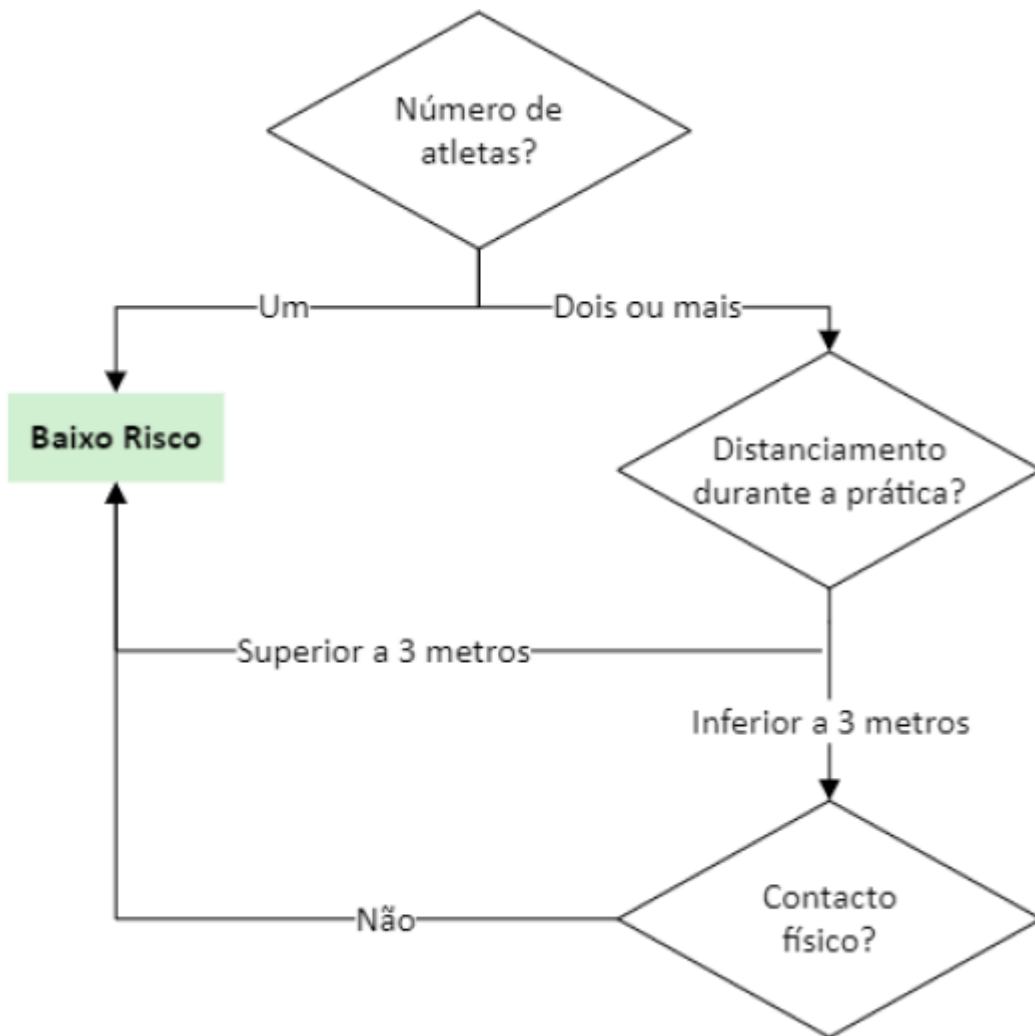 Número de
atletas?
Um
Dois ou mais
Baixo Risco
Distanciamento
durante a prática?
Superior a 3 metros
Inferior a 3 metros
Contacto
físico?
Não